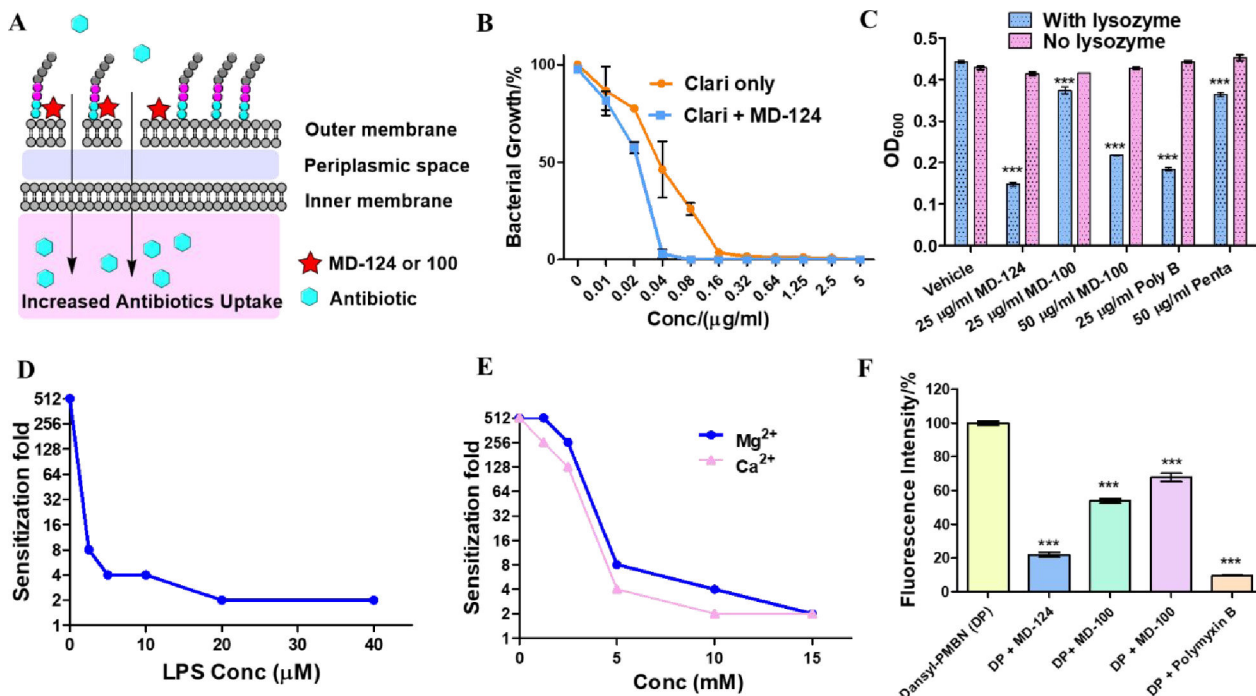 A
Outer membrane
Periplasmic space
Inner membrane
MD-124 or 100
Antibiotic
Increased Antibiotics Uptake
B
Bacterial Growth/%
100
50
0
Clari only
Clari + MD-124
0
0.01
0.02
0.04
0.08
0.16
0.32
0.64
1.25
2.5
5
Conc/(μg/ml)
C
With lysozyme
No lysozyme
OD600
0.5
0.4
0.3
0.2
0.1
0.0
***
***
***
***
***
Vehicle
25 μg/ml MD-124
25 μg/ml MD-100
50 μg/ml MD-100
25 μg/ml Poly B
50 μg/ml Penta
D
Sensitization fold
512
256
128
64
32
16
8
4
2
1
0 10 20 30 40
LPS Conc (μM)
E
Sensitization fold
512
256
128
64
32
16
8
4
2
1
Mg2+
Ca2+
0 5 10 15
Conc (mM)
F
Fluorescence Intensity/%
120
100
80
60
40
20
0
***
***
***
***
Dansyl-PMBN (DP)
DP + MD-124
DP + MD-100
DP + MD-100
DP + Polymyxin B